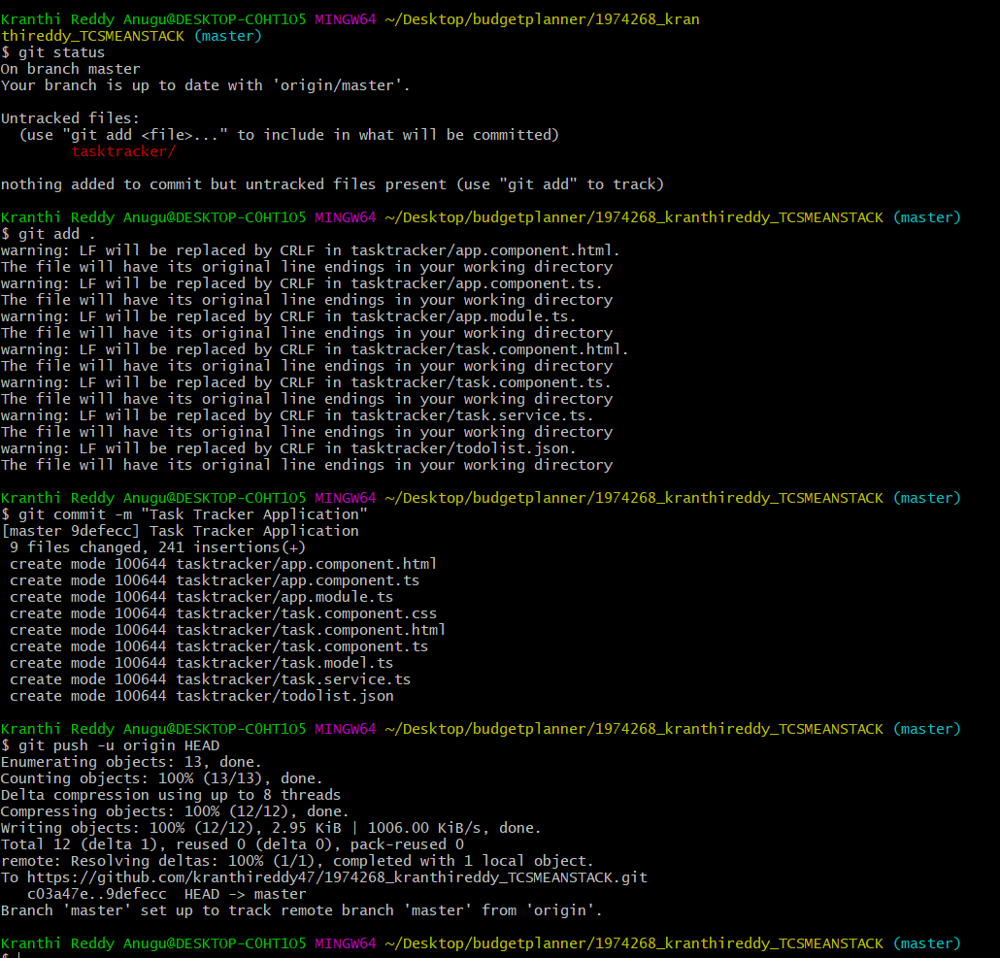 Kranthi Reddy Anugu@DESKTOP-C0HT1O5 MINGW64 ~/Desktop/budgetplanner/1974268_kran
thireddy_TCSMEANSTACK (master)
$ git status
On branch master
Your branch is up to date with 'origin/master'.

Untracked files:
  (use "git add <file>..." to include in what will be committed)
        tasktracker/

nothing added to commit but untracked files present (use "git add" to track)

Kranthi Reddy Anugu@DESKTOP-C0HT1O5 MINGW64 ~/Desktop/budgetplanner/1974268_kranthireddy_TCSMEANSTACK (master)
$ git add .
warning: LF will be replaced by CRLF in tasktracker/app.component.html.
The file will have its original line endings in your working directory
warning: LF will be replaced by CRLF in tasktracker/app.component.ts.
The file will have its original line endings in your working directory
warning: LF will be replaced by CRLF in tasktracker/app.module.ts.
The file will have its original line endings in your working directory
warning: LF will be replaced by CRLF in tasktracker/task.component.html.
The file will have its original line endings in your working directory
warning: LF will be replaced by CRLF in tasktracker/task.component.ts.
The file will have its original line endings in your working directory
warning: LF will be replaced by CRLF in tasktracker/task.service.ts.
The file will have its original line endings in your working directory
warning: LF will be replaced by CRLF in tasktracker/todolist.json.
The file will have its original line endings in your working directory

Kranthi Reddy Anugu@DESKTOP-C0HT1O5 MINGW64 ~/Desktop/budgetplanner/1974268_kranthireddy_TCSMEANSTACK (master)
$ git commit -m "Task Tracker Application"
[master 9defecc] Task Tracker Application
 9 files changed, 241 insertions(+)
 create mode 100644 tasktracker/app.component.html
 create mode 100644 tasktracker/app.component.ts
 create mode 100644 tasktracker/app.module.ts
 create mode 100644 tasktracker/task.component.css
 create mode 100644 tasktracker/task.component.html
 create mode 100644 tasktracker/task.component.ts
 create mode 100644 tasktracker/task.model.ts
 create mode 100644 tasktracker/task.service.ts
 create mode 100644 tasktracker/todolist.json

Kranthi Reddy Anugu@DESKTOP-C0HT1O5 MINGW64 ~/Desktop/budgetplanner/1974268_kranthireddy_TCSMEANSTACK (master)
$ git push -u origin HEAD
Enumerating objects: 13, done.
Counting objects: 100% (13/13), done.
Delta compression using up to 8 threads
Compressing objects: 100% (12/12), done.
Writing objects: 100% (12/12), 2.95 KiB | 1006.00 KiB/s, done.
Total 12 (delta 1), reused 0 (delta 0), pack-reused 0
remote: Resolving deltas: 100% (1/1), completed with 1 local object.
To https://github.com/kranthireddy47/1974268_kranthireddy_TCSMEANSTACK.git
   c03a47e..9defecc  HEAD -> master
Branch 'master' set up to track remote branch 'master' from 'origin'.

Kranthi Reddy Anugu@DESKTOP-C0HT1O5 MINGW64 ~/Desktop/budgetplanner/1974268_kranthireddy_TCSMEANSTACK (master)
$